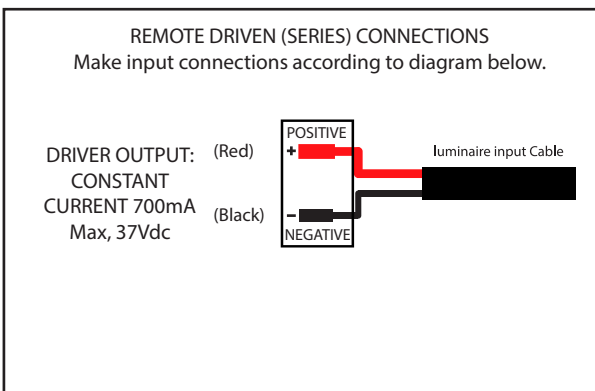 REMOTE DRIVEN (SERIES) CONNECTIONS
Make input connections according to diagram below.
DRIVER OUTPUT:
CONSTANT
CURRENT 700mA
Max, 37Vdc
(Red)
(Black)
POSITIVE
+
-
NEGATIVE
luminaire input Cable